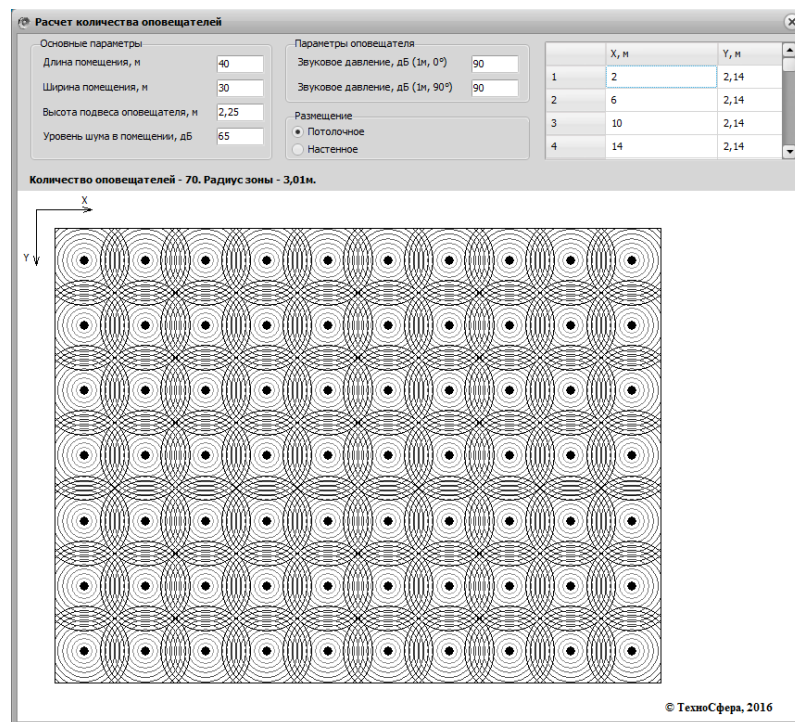 Расчет количества оповещателей
Основные параметры
Длина помещения, м 40
Ширина помещения, м 30
Высота подвеса оповещателя, м 2,25
Уровень шума в помещении, дБ 65
Параметры оповещателя
Звуковое давление, дБ (1м, 0°) 90
Звуковое давление, дБ (1м, 90°) 90
Размещение
Потолочное
Настенное
X, м Y, м
1 2 2,14
2 6 2,14
3 10 2,14
4 14 2,14
Количество оповещателей - 70. Радиус зоны - 3,01м.
X
Y
© ТехноСфера, 2016